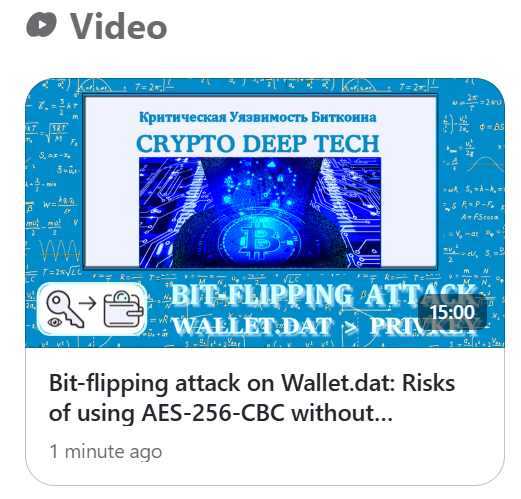 Video
Критическая Уязвимость Биткоина
CRYPTO DEEP TECH
BIT-FLIPPING ATTACK
WALLET.DAT > PRIVKEY
15:00
Bit-flipping attack on Wallet.dat: Risks
of using AES-256-CBC without...
1 minute ago